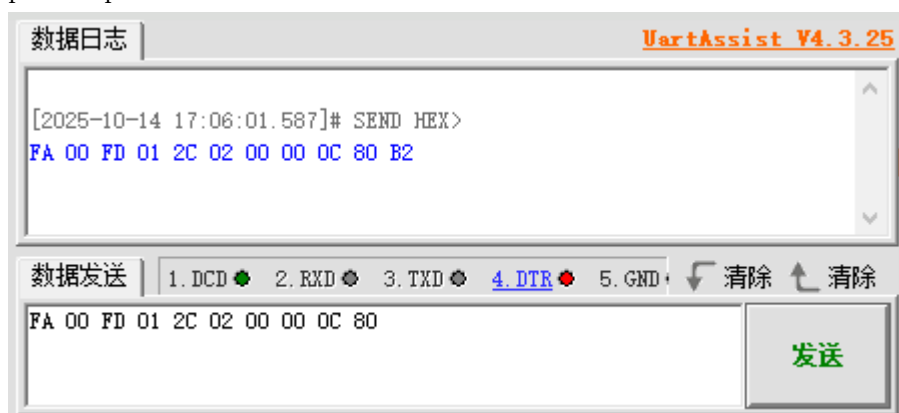 数据日志 UartAssist V4.3.25
[2025-10-14 17:06:01.587]# SEND HEX>
FA 00 FD 01 2C 02 00 00 0C 80 B2
数据发送 1.DCD 2.RXD 3.TXD 4.DTR 5.GND 清除 清除
FA 00 FD 01 2C 02 00 00 0C 80
发送